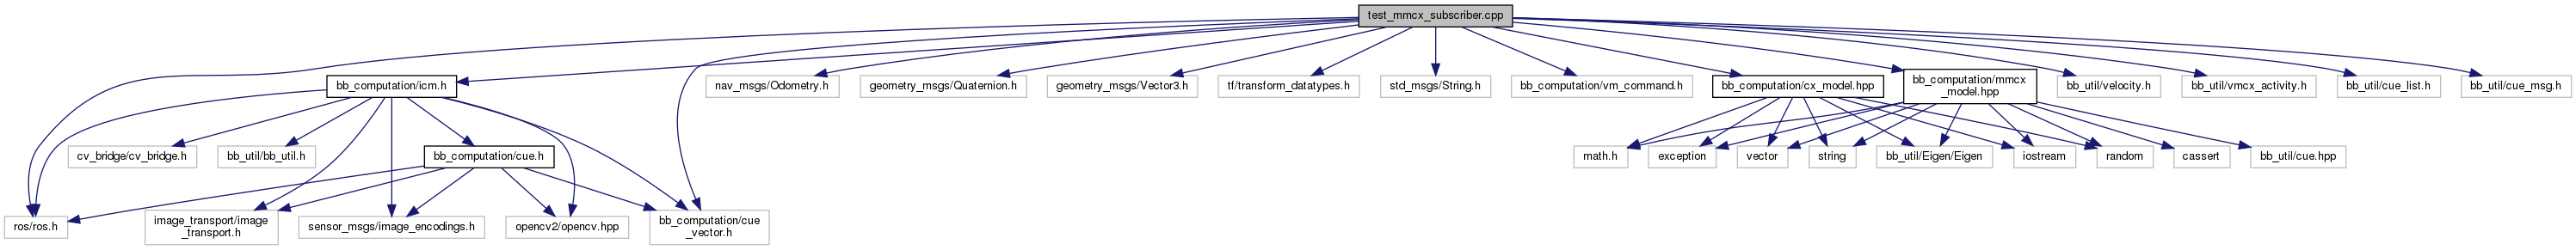 test_mmcx_subscriber.cpp
bb_computation/icm.h
nav_msgs/Odometry.h
geometry_msgs/Quaternion.h
geometry_msgs/Vector3.h
tf/transform_datatypes.h
std_msgs/String.h
bb_computation/vm_command.h
bb_computation/cx_model.hpp
bb_computation/mmcx
_model.hpp
bb_util/velocity.h
bb_util/vmcx_activity.h
bb_util/cue_list.h
bb_util/cue_msg.h
cv_bridge/cv_bridge.h
bb_util/bb_util.h
bb_computation/cue.h
math.h
exception
vector
string
bb_util/Eigen/Eigen
iostream
random
cassert
bb_util/cue.hpp
ros/ros.h
image_transport/image
_transport.h
sensor_msgs/image_encodings.h
opencv2/opencv.hpp
bb_computation/cue
_vector.h